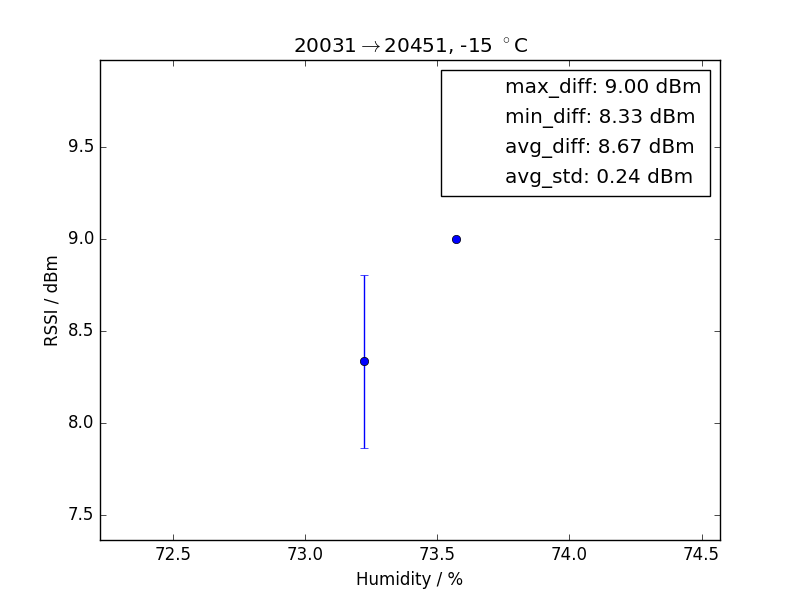 20031→20451, -15 °C
max_diff: 9.00 dBm
min_diff: 8.33 dBm
avg_diff: 8.67 dBm
avg_std: 0.24 dBm
RSSI / dBm
9.5
9.0
8.5
8.0
7.5
72.5 73.0 73.5 74.0 74.5
Humidity / %